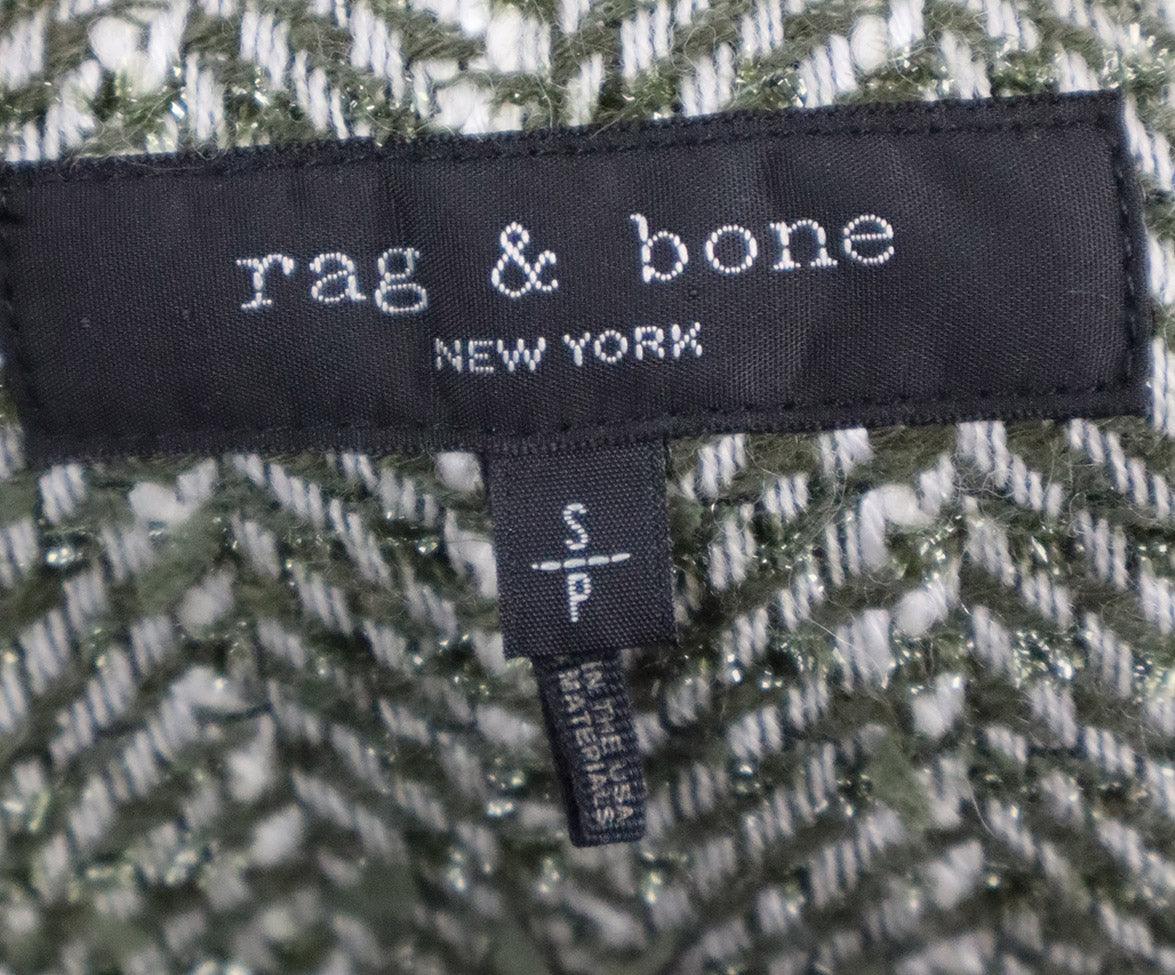 rag & bone
NEW YORK
S
P
IN THE USA
MATERIALS